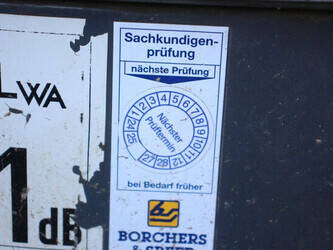 Sachkundigen-
prüfung
nächste Prüfung
1 2 3 4 5 6 7 8 9 10 11 12
28 27
25 24
Nächster
Prüftermin
bei Bedarf früher
BORCHERS
LWA
1 dB